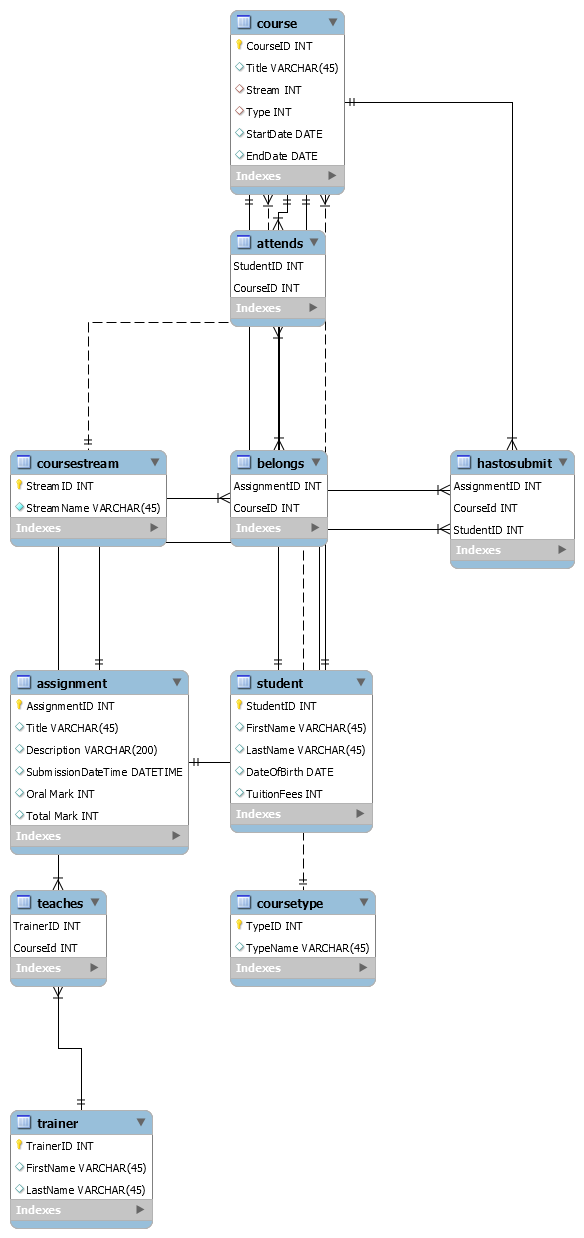 course
CourseID INT
Title VARCHAR(45)
Stream INT
Type INT
StartDate DATE
EndDate DATE
Indexes
attends
StudentID INT
CourseID INT
Indexes
coursestream
StreamID INT
StreamName VARCHAR(45)
Indexes
belongs
AssignmentID INT
CourseID INT
Indexes
hastosubmit
AssignmentID INT
CourseId INT
StudentID INT
Indexes
assignment
AssignmentID INT
Title VARCHAR(45)
Description VARCHAR(200)
SubmissionDateTime DATETIME
Oral Mark INT
Total Mark INT
Indexes
student
StudentID INT
FirstName VARCHAR(45)
LastName VARCHAR(45)
DateOfBirth DATE
TuitionFees INT
Indexes
teaches
TrainerID INT
CourseId INT
Indexes
coursetype
TypeID INT
TypeName VARCHAR(45)
Indexes
trainer
TrainerID INT
FirstName VARCHAR(45)
LastName VARCHAR(45)
Indexes